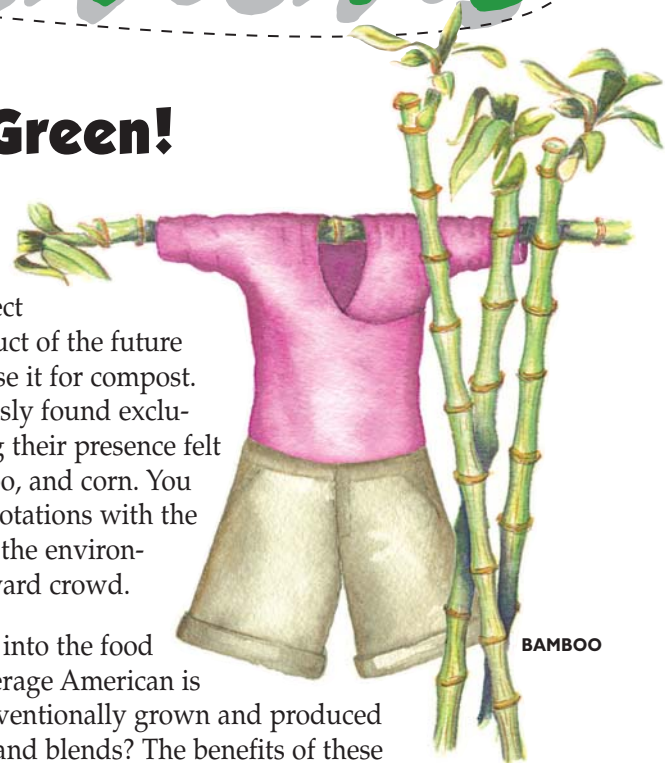 Green!
ect
uct of the future
se it for compost.
sly found exclu-
g their presence felt
o, and corn. You
otations with the
the environ-
ard crowd.
into the food
erage American is
ventionally grown and produced
and blends? The benefits of these
BAMBOO